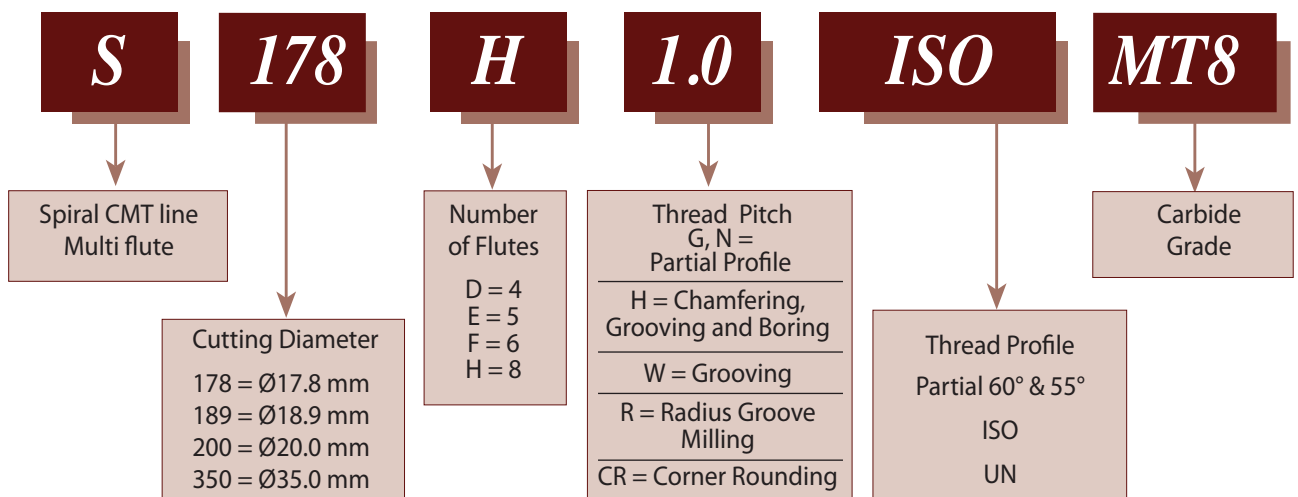 S 178 H 1.0 ISO MT8
Spiral CMT line
Multi flute
Cutting Diameter
178 = Ø17.8 mm
189 = Ø18.9 mm
200 = Ø20.0 mm
350 = Ø35.0 mm
Number
of Flutes
D = 4
E = 5
F = 6
H = 8
Thread Pitch
G, N =
Partial Profile
H = Chamfering,
Grooving and Boring
W = Grooving
R = Radius Groove
Milling
CR = Corner Rounding
Thread Profile
Partial 60° & 55°
ISO
UN
Carbide
Grade